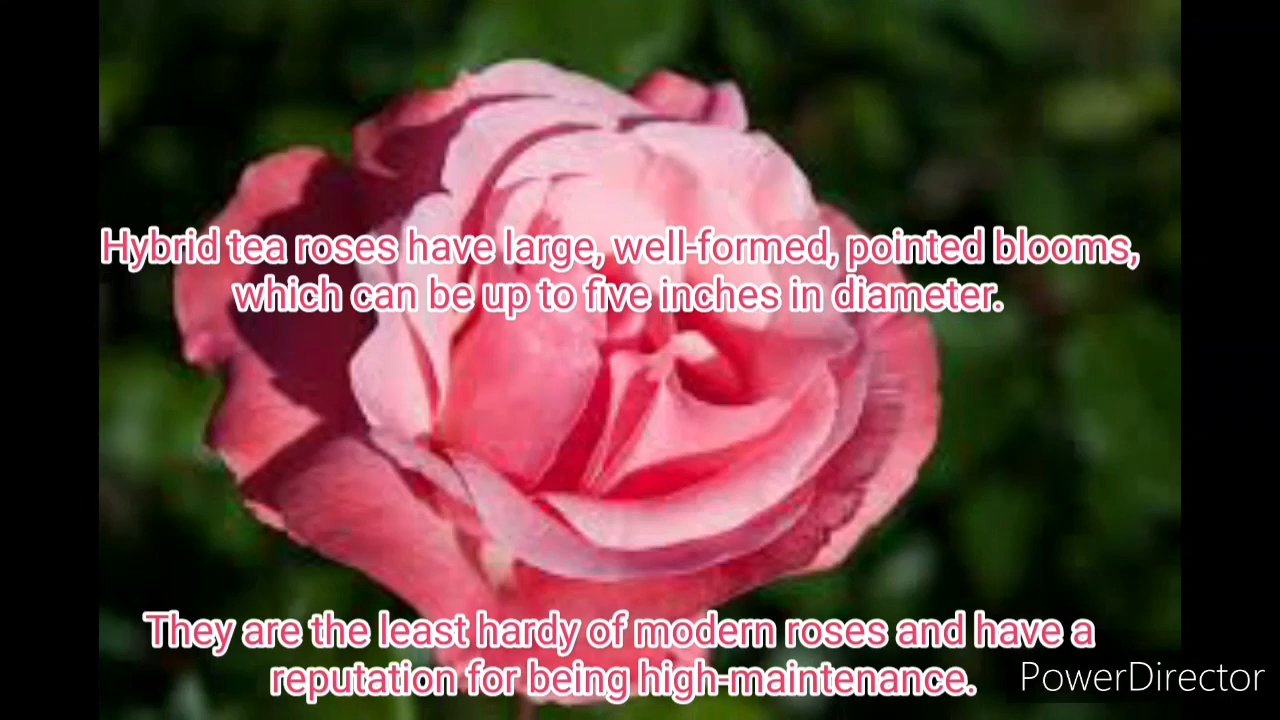 Hybrid tea roses have large, well-formed, pointed blooms,
which can be up to five inches in diameter.
They are the least hardy of modern roses and have a
reputation for being high-maintenance.
PowerDirector